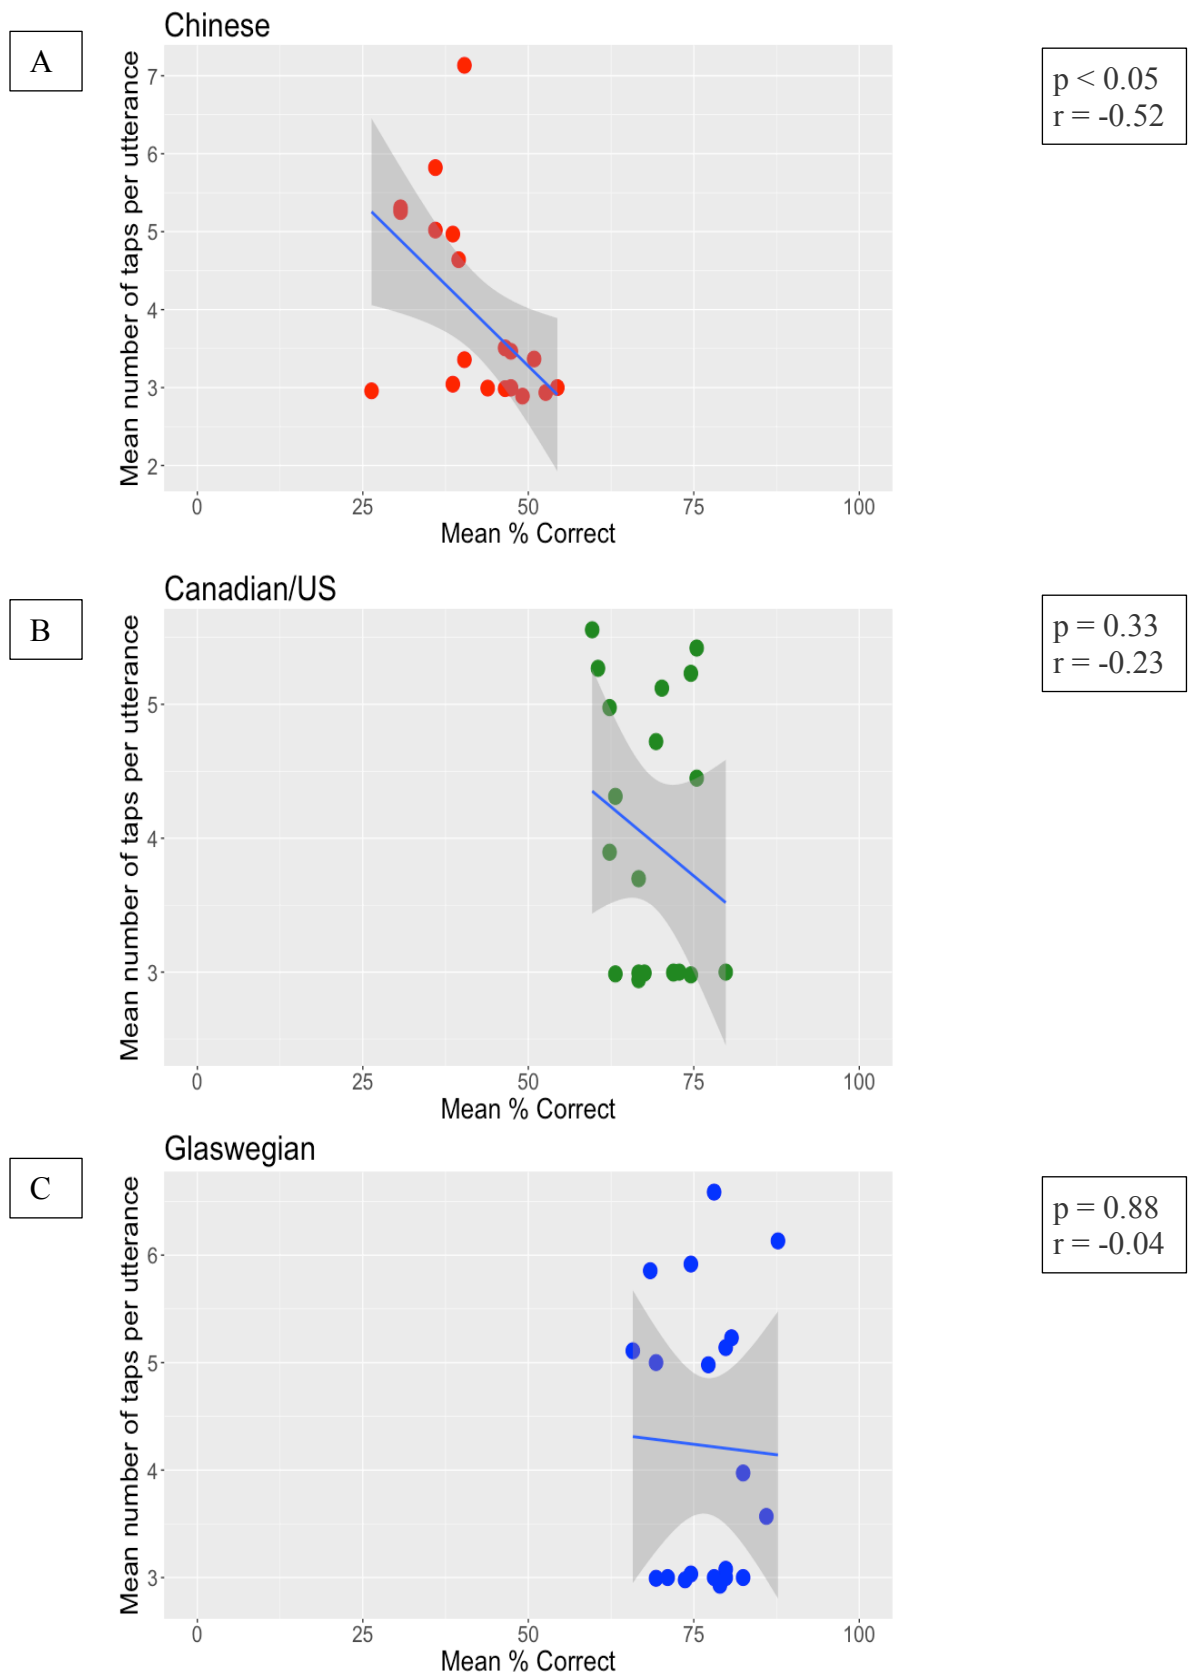 Chinese
A
p < 0.05
r = -0.52
Mean number of taps per utterance
7
6
5
4
3
2
0 25 50 75 100
Mean % Correct
Canadian/US
B
p = 0.33
r = -0.23
Mean number of taps per utterance
5
4
3
0 25 50 75 100
Mean % Correct
Glaswegian
C
p = 0.88
r = -0.04
Mean number of taps per utterance
6
5
4
3
0 25 50 75 100
Mean % Correct